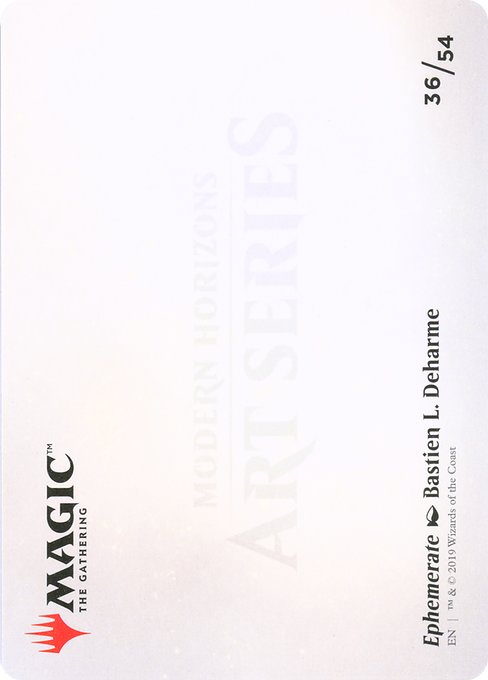 MAGIC™
THE GATHERING
MODERN HORIZONS
ART SERIES
36/54
Ephemerate Bastien L. Deharme
EN | ™ & © 2019 Wizards of the Coast